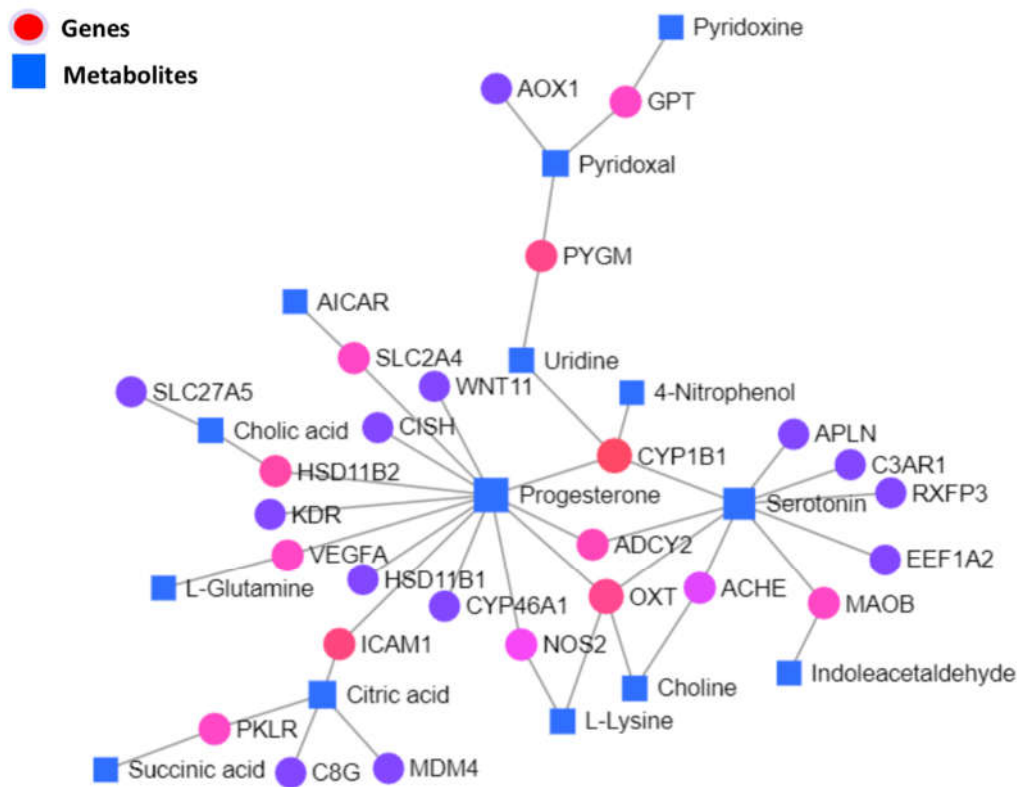 Genes
Metabolites
Pyridoxine
AOX1
GPT
Pyridoxal
PYGM
AICAR
SLC2A4
Uridine
WNT11
SLC27A5
4-Nitrophenol
CISH
Cholic acid
APLN
HSD11B2
CYP1B1
C3AR1
RXFP3
Progesterone
Serotonin
KDR
VEGFA
ADCY2
EEF1A2
HSD11B1
L-Glutamine
ACHE
CYP46A1
OXT
MAOB
ICAM1
NOS2
Indoleacetaldehyde
Citric acid
Choline
L-Lysine
PKLR
Succinic acid
C8G
MDM4